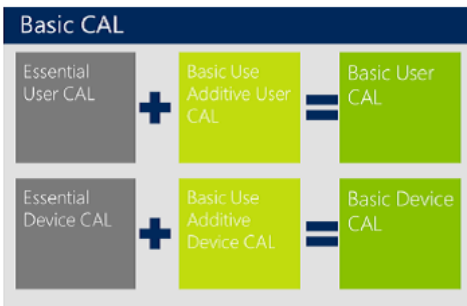 Basic CAL
Essential
User CAL
Basic Use
Additive User
CAL
Basic User
CAL
Essential
Device CAL
Basic Use
Additive
Device CAL
Basic Device
CAL